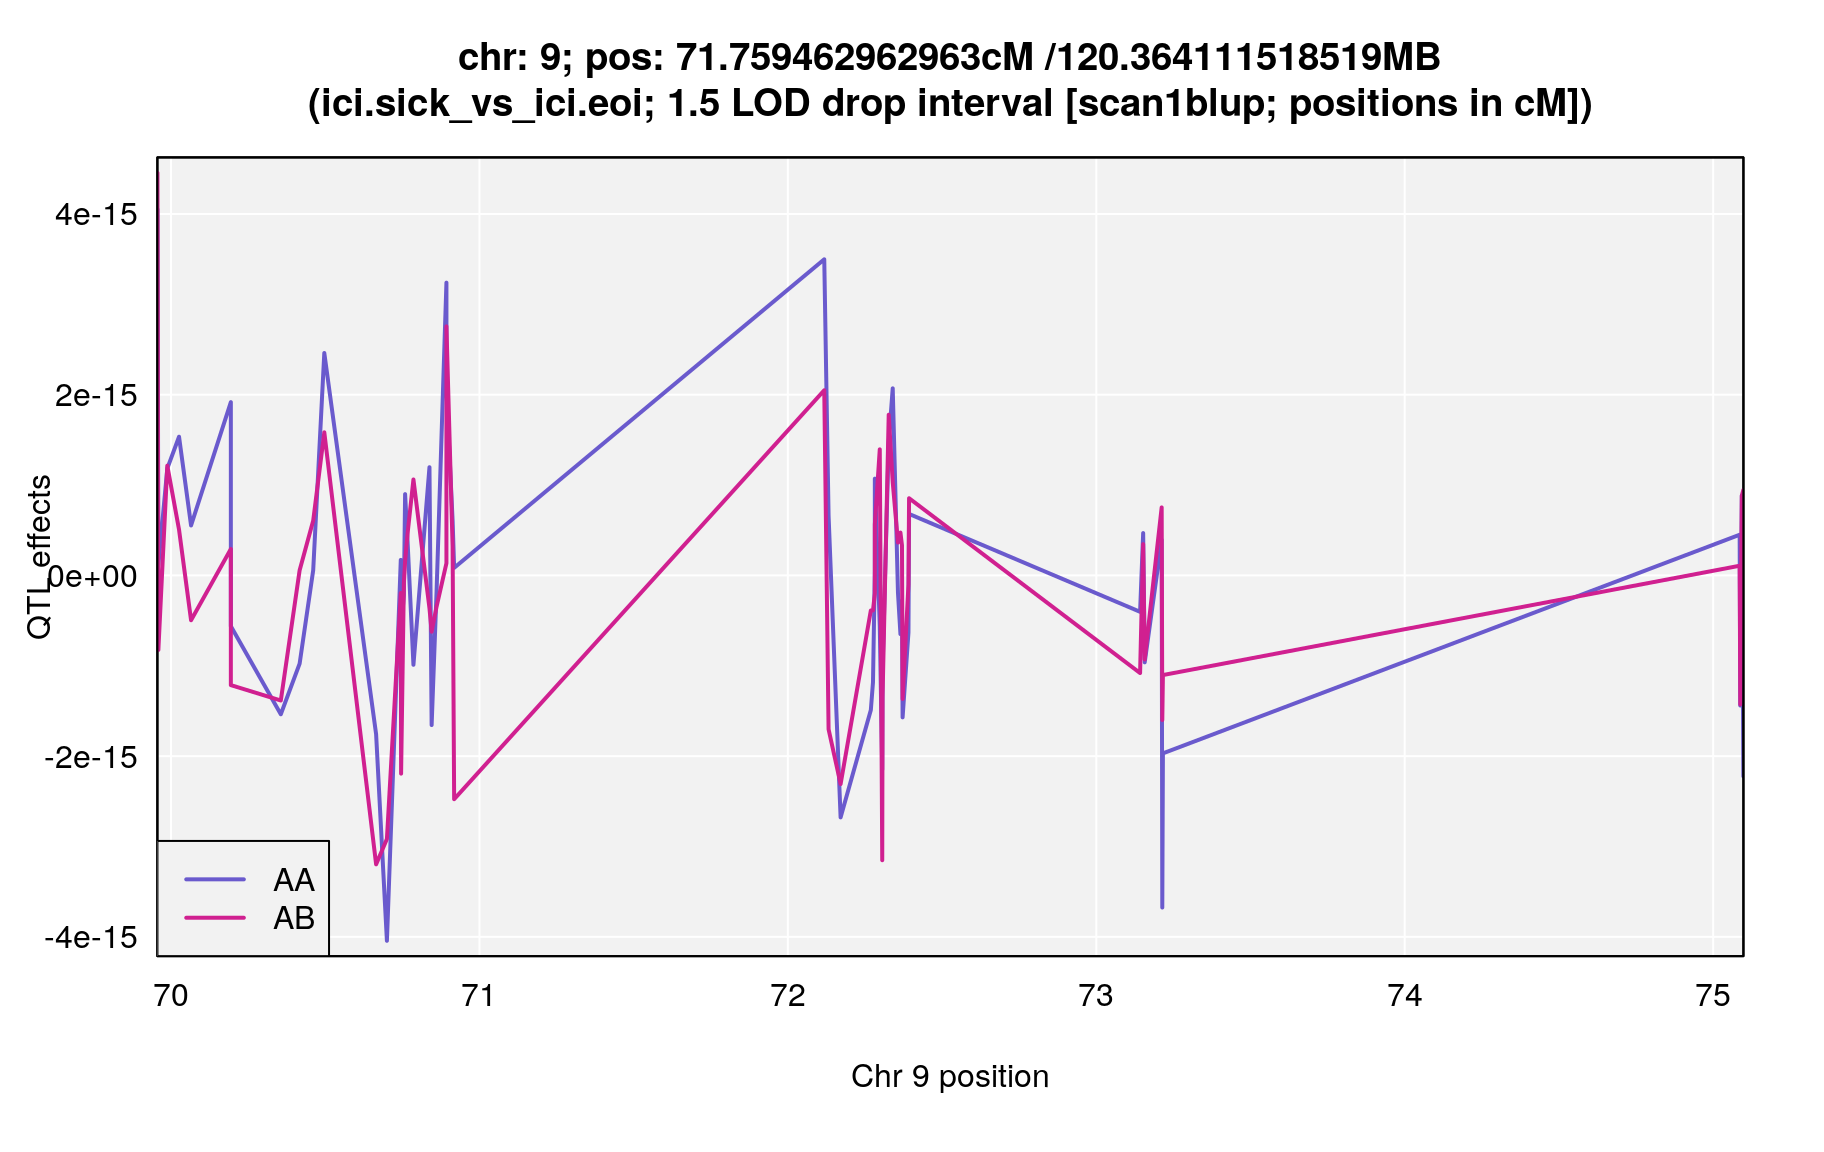 chr: 9; pos: 71.759462962963cM /120.364111518519MB
(ici.sick_vs_ici.eoi; 1.5 LOD drop interval [scan1blup; positions in cM])
QTL effects
4e-15
2e-15
0e+00
-2e-15
-4e-15
AA
AB
70 71 72 73 74 75
Chr 9 position